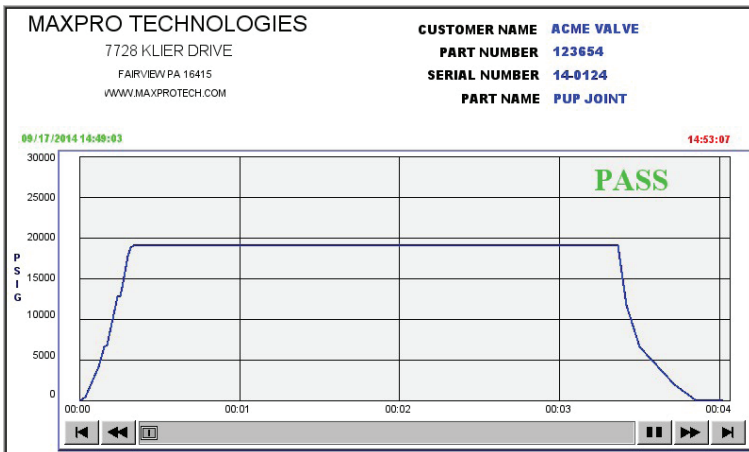 MAXPRO TECHNOLOGIES
7728 KLIER DRIVE
FAIRVIEW PA 16415
WWW.MAXPROTECH.COM
CUSTOMER NAME ACME VALVE
PART NUMBER 123654
SERIAL NUMBER 14-0124
PART NAME PUP JOINT
09/17/2014 14:49:03
14:53:07
PASS
PSIG
30000
25000
20000
15000
10000
5000
0
00:00 00:01 00:02 00:03 00:04